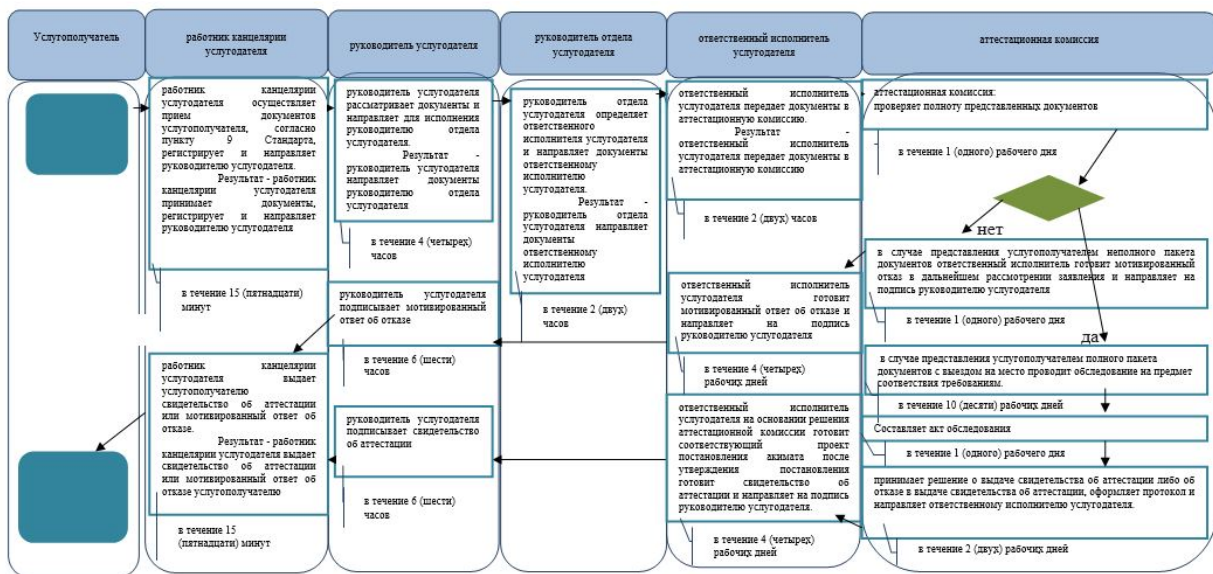 Услугополучатель
работник канцелярии
услугодателя
руководитель услугодателя
руководитель отдела
услугодателя
ответственный исполнитель
услугодателя
аттестационная комиссия
работник канцелярии
услугодателя осуществляет
прием документов
услугополучателя, согласно
пункту 9 Стандарта,
регистрирует и направляет
руководителю услугодателя.
Результат - работник
канцелярии услугодателя
принимает документы,
регистрирует и направляет
руководителю услугодателя
в течение 15 (пятнадцати)
минут
руководитель услугодателя
рассматривает документы и
направляет для исполнения
руководителю отдела
услугодателя.
Результат -
руководитель услугодателя
направляет документы
руководителю отдела
услугодателя
в течение 4 (четырех)
часов
руководитель отдела
услугодателя определяет
ответственного
исполнителя услугодателя
и направляет документы
ответственному
исполнителю
услугодателя.
Результат -
руководитель отдела
услугодателя направляет
документы
ответственному
исполнителю
услугодателя
в течение 2 (двух)
часов
ответственный исполнитель
услугодателя передает документы в
аттестационную комиссию.
Результат -
ответственный исполнитель
услугодателя передает документы в
аттестационную комиссию
в течение 2 (двух) часов
аттестационная комиссия:
проверяет полноту представленных документов
в течение 1 (одного) рабочего дня
нет
в случае представления услугополучателем неполного пакета
документов ответственный исполнитель готовит мотивированный
отказ в дальнейшем рассмотрении заявления и направляет на
подпись руководителю услугодателя
в течение 1 (одного) рабочего дня
да
в случае представления услугополучателем полного пакета
документов с выездом на место проводит обследование на предмет
соответствия требованиям.
в течение 10 (десяти) рабочих дней
Составляет акт обследования
в течение 1 (одного) рабочего дня
принимает решение о выдаче свидетельства об аттестации либо об
отказе в выдаче свидетельства об аттестации, оформляет протокол и
направляет ответственному исполнителю услугодателя.
в течение 2 (двух) рабочих дней
ответственный исполнитель
услугодателя готовит
мотивированный ответ об отказе и
направляет на подпись
руководителю услугодателя
в течение 4 (четырех)
рабочих дней
ответственный исполнитель
услугодателя на основании решения
аттестационной комиссии готовит
соответствующий проект
постановления акимата после
утверждения постановления
готовит свидетельство об
аттестации и направляет на подпись
руководителю услугодателя.
в течение 4 (четырех)
рабочих дней
руководитель услугодателя
подписывает мотивированный
ответ об отказе
в течение 6 (шести)
часов
руководитель услугодателя
подписывает свидетельство
об аттестации
в течение 6 (шести)
часов
работник канцелярии
услугодателя выдает
услугополучателю
свидетельство об аттестации
или мотивированный ответ об
отказе.
Результат - работник
канцелярии услугодателя выдает
свидетельство об аттестации
или мотивированный ответ об
отказе услугополучателю
в течение 15
(пятнадцати) минут